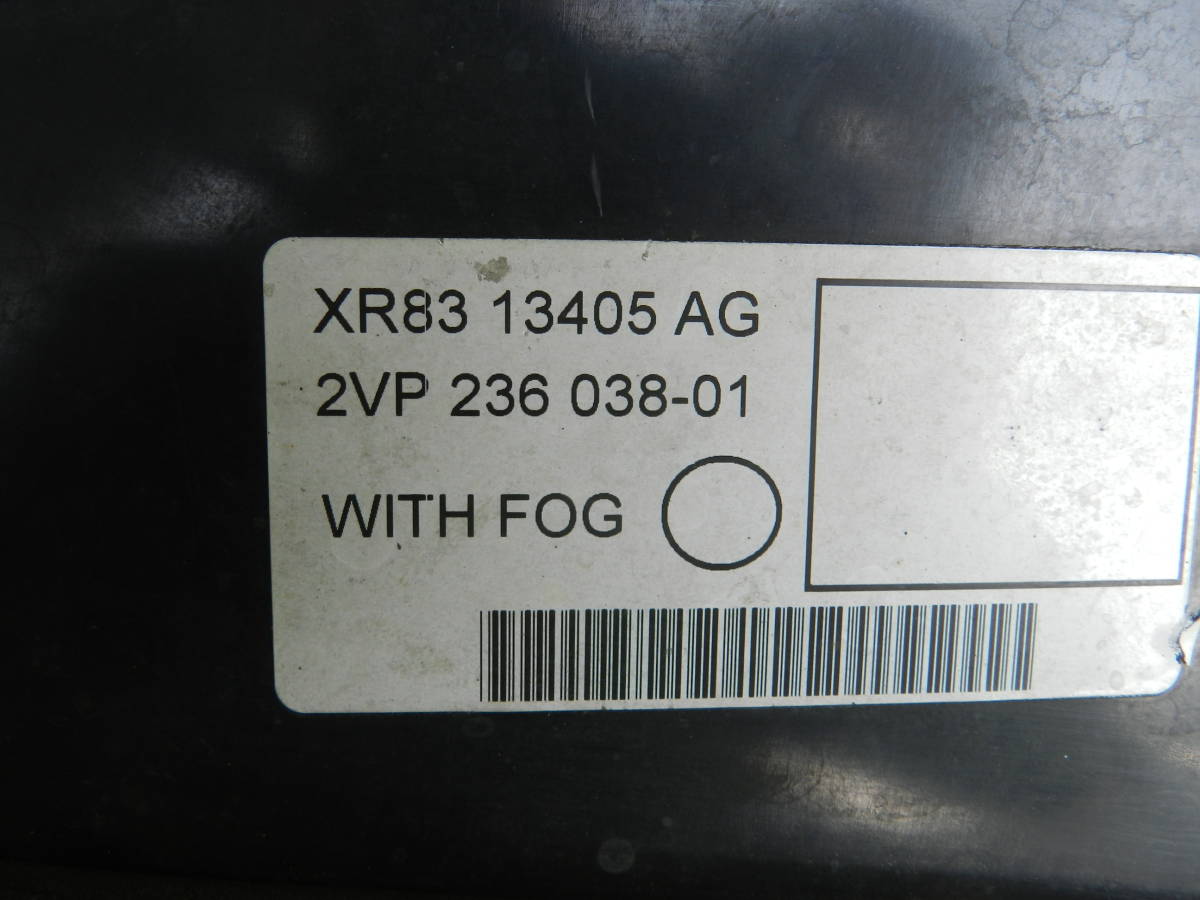 XR83 13405 AG
2VP 236 038-01
WITH FOG